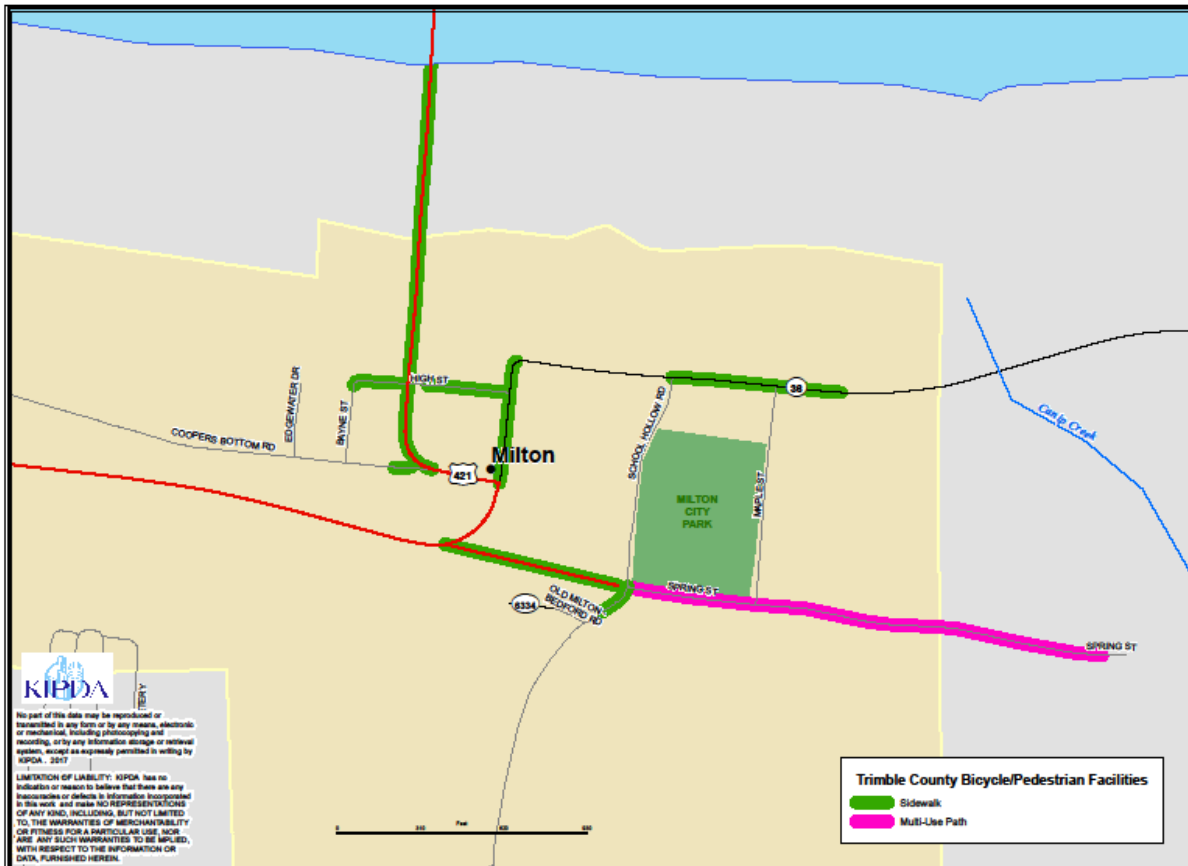 HIGH ST
36
EDGEWATER DR
BAYNE ST
SCHOOL HOLLOW RD
COOPERS BOTTOM RD
Canip Creek
Milton
421
MILTON
CITY
PARK
MAPLE ST
SPRING ST
OLD MILTON
BEDFORD RD
6334
SPRING ST
KIPDA
TERY
No part of this data may be reproduced or
transmitted in any form or by any means, electronic
or mechanical, including photocopying and
recording, or by any information storage or retrieval
system, except as expressly permitted in writing by
KIPDA . 2017
LIMITATION OF LIABILITY: KIPDA has no
indication or reason to believe that there are any
inaccuracies or defects in information incorporated
in this work and make NO REPRESENTATIONS
OF ANY KIND, INCLUDING, BUT NOT LIMITED
TO, THE WARRANTIES OF MERCHANTABILITY
OR FITNESS FOR A PARTICULAR USE, NOR
ARE ANY SUCH WARRANTIES TO BE IMPLIED,
WITH RESPECT TO THE INFORMATION OR
DATA, FURNISHED HEREIN.
Feet
0
Trimble County Bicycle/Pedestrian Facilities
Sidewalk
Multi-Use Path